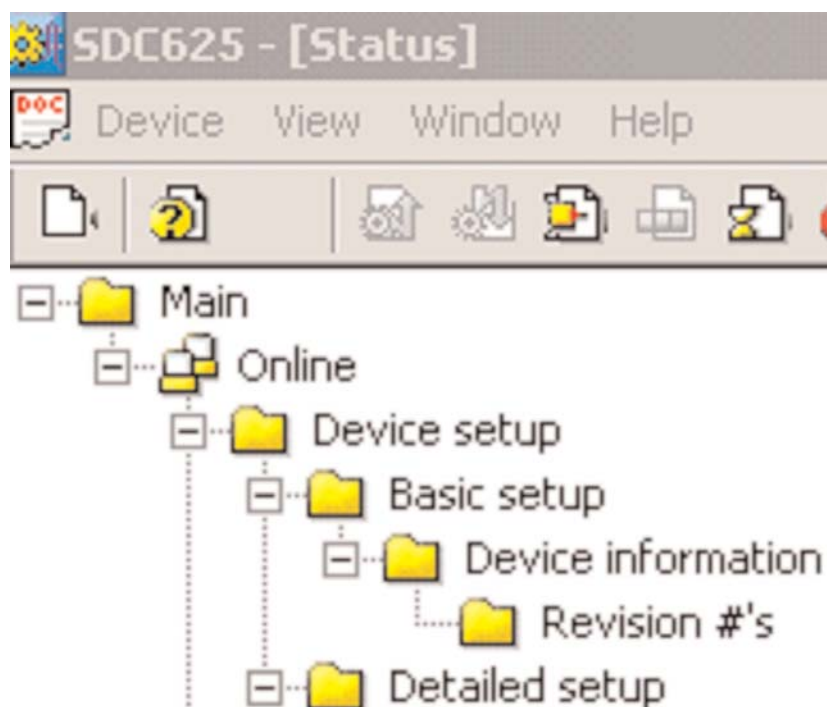 SDC625 - [Status]
DOC
Device View Window Help
?
Main
Online
Device setup
Basic setup
Device information
Revision #'s
Detailed setup